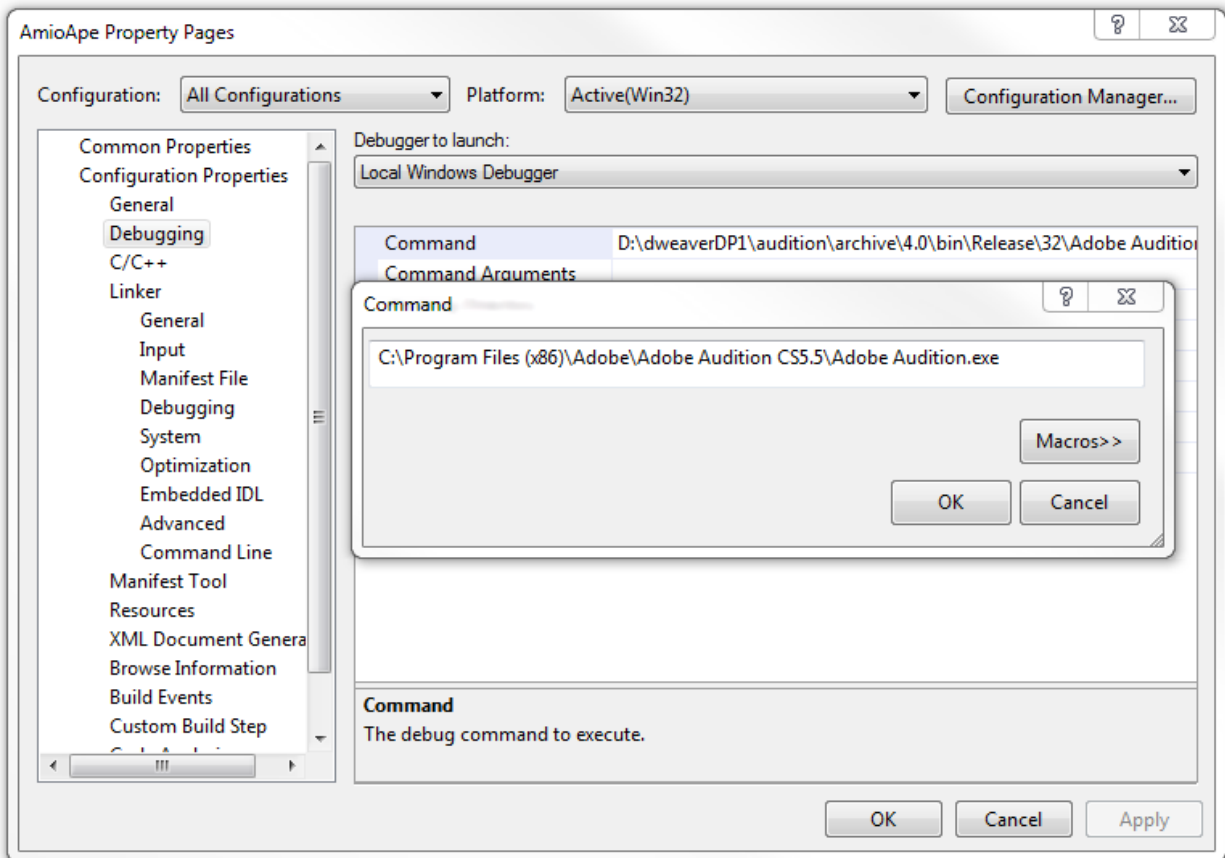 AmioApe Property Pages
Configuration: All Configurations Platform: Active(Win32) Configuration Manager...
Common Properties
Configuration Properties
General
Debugging
C/C++
Linker
General
Input
Manifest File
Debugging
System
Optimization
Embedded IDL
Advanced
Command Line
Manifest Tool
Resources
XML Document Genera
Browse Information
Build Events
Custom Build Step
Debugger to launch:
Local Windows Debugger
Command D:\dweaverDP1\audition\archive\4.0\bin\Release\32\Adobe Audition
Command Arguments
Command
C:\Program Files (x86)\Adobe\Adobe Audition CS5.5\Adobe Audition.exe
Macros>>
OK Cancel
Command
The debug command to execute.
OK Cancel Apply